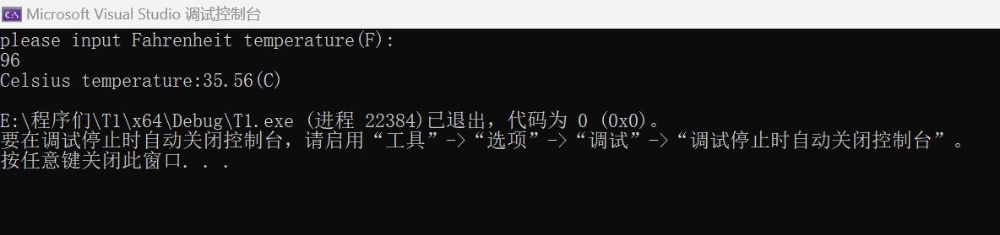 Microsoft Visual Studio 调试控制台
please input Fahrenheit temperature(F):
96
Celsius temperature:35.56(C)
E:\程序们\T1\x64\Debug\T1.exe (进程 22384)已退出，代码为 0 (0x0)。
要在调试停止时自动关闭控制台，请启用“工具”->“选项”->“调试”->“调试停止时自动关闭控制台”。
按任意键关闭此窗口. . .